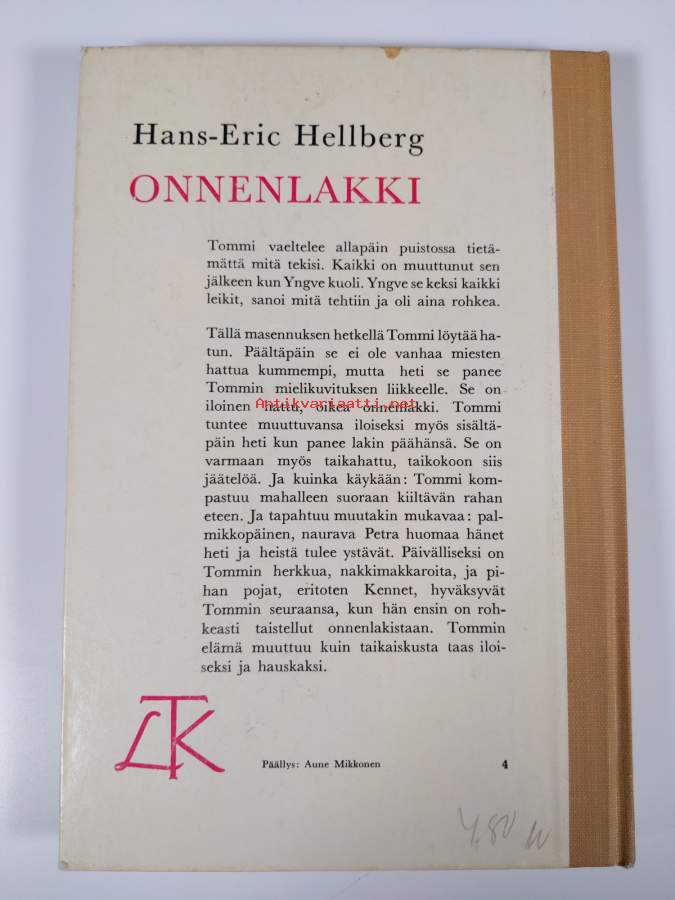 Hans-Eric Hellberg
ONNENLAKKI
Tommi vaeltelee allapäin puistossa tietä-
mättä mitä tekisi. Kaikki on muuttunut sen
jälkeen kun Yngve kuoli. Yngve se keksi kaikki
leikit, sanoi mitä tehtiin ja oli aina rohkea.
Tällä masennuksen hetkellä Tommi löytää ha-
tun. Päältäpäin se ei ole vanhaa miesten
hattua kummempi, mutta heti se panee
Tommin mielikuvituksen liikkeelle. Se on
iloinen hattu, oikea onnenlakki. Tommi
Antikvariaatti.net
tuntee muuttuvansa iloiseksi myös sisältä-
päin heti kun panee lakin päähänsä. Se on
varmaan myös taikahattu, taikokoon siis
jäätelöä. Ja kuinka käykään: Tommi kom-
pastuu mahalleen suoraan kiiltävän rahan
eteen. Ja tapahtuu muutakin mukavaa: pal-
mikkopäinen, naurava Petra huomaa hänet
heti ja heistä tulee ystävät. Päivälliseksi on
Tommin herkkua, nakkimakkaroita, ja pi-
han pojat, eritoten Kennet, hyväksyvät
Tommin seuraansa, kun hän ensin on roh-
keasti taistellut onnenlakistaan. Tommin
elämä muuttuu kuin taikaiskusta taas iloi-
seksi ja hauskaksi.
LTK
Päällys: Aune Mikkonen 4
4.80